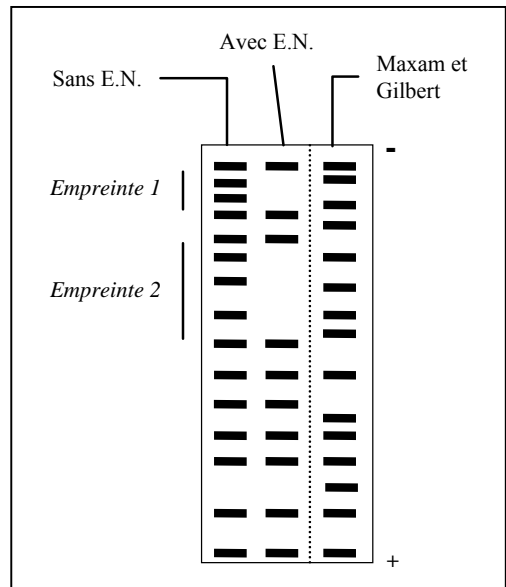 Avec E.N.
Sans E.N.
Maxam et
Gilbert
-
Empreinte 1
Empreinte 2
+